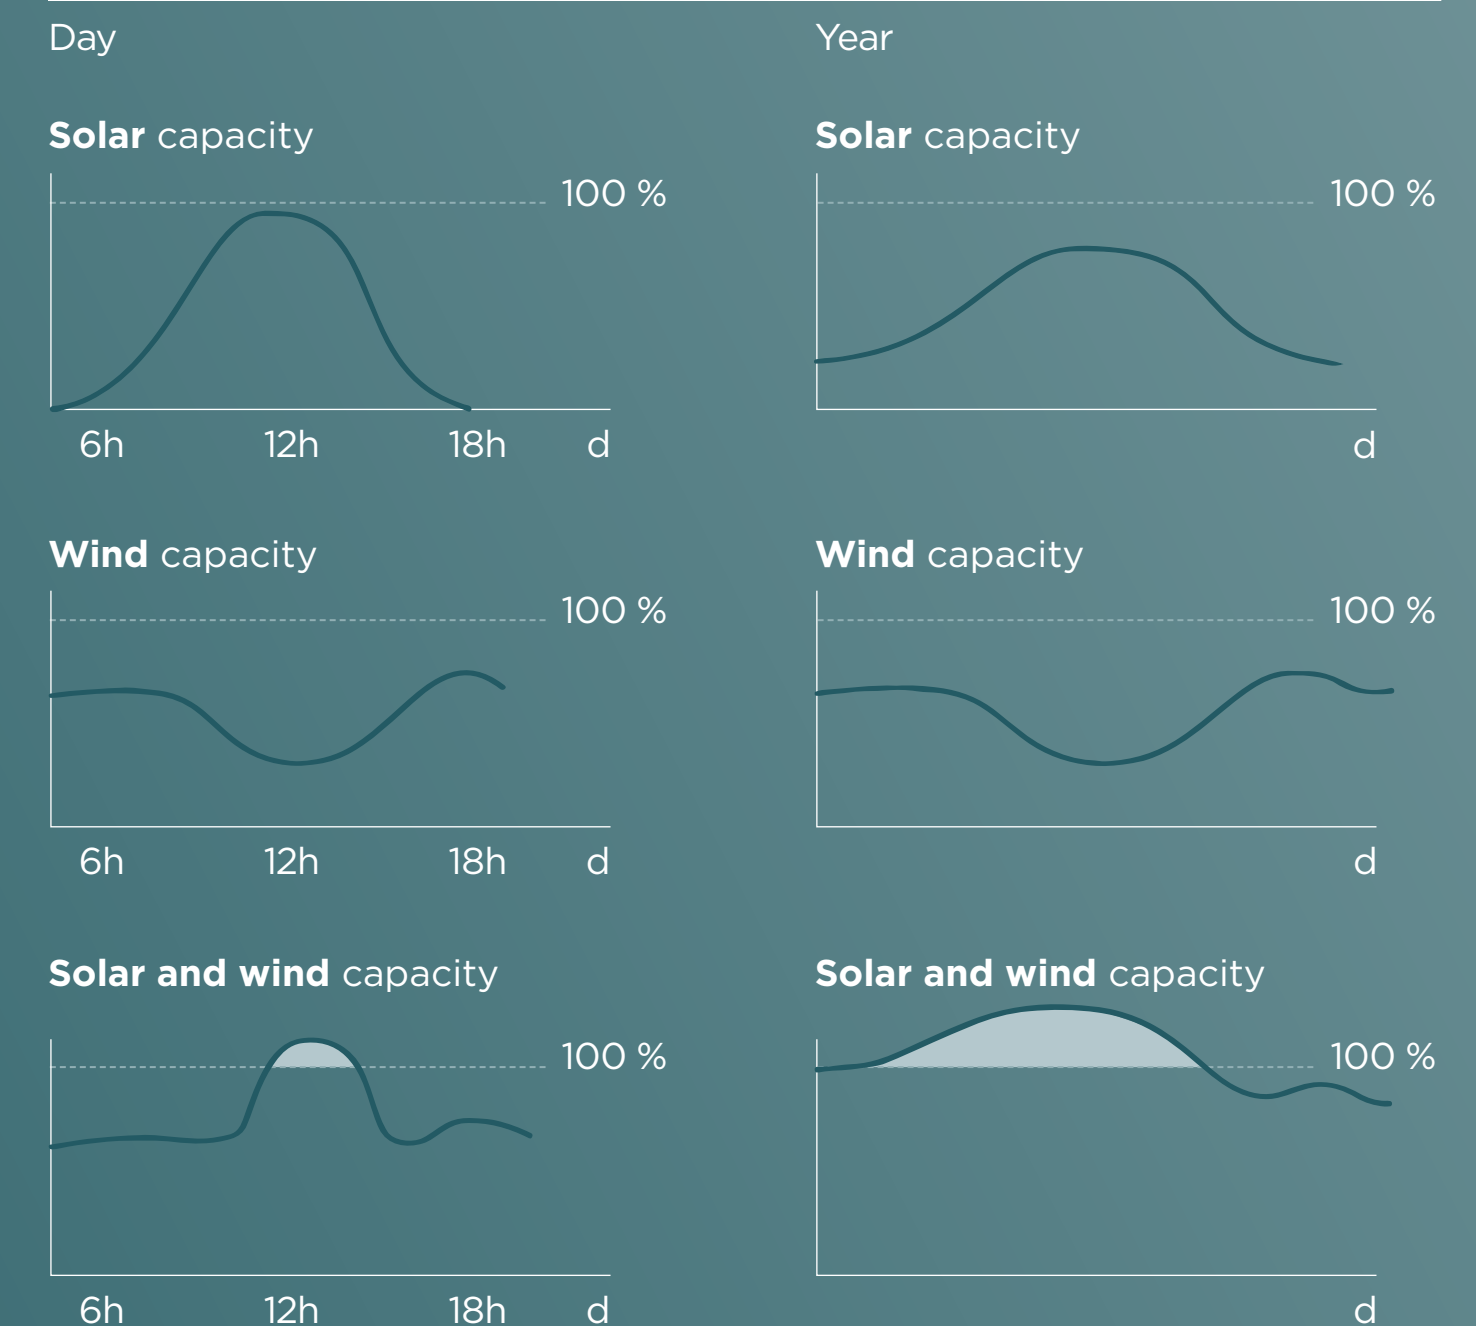 Day
Year
Solar capacity
100 %
6h 12h 18h d
Solar capacity
100 %
d
Wind capacity
100 %
6h 12h 18h d
Wind capacity
100 %
d
Solar and wind capacity
100 %
6h 12h 18h d
Solar and wind capacity
100 %
d